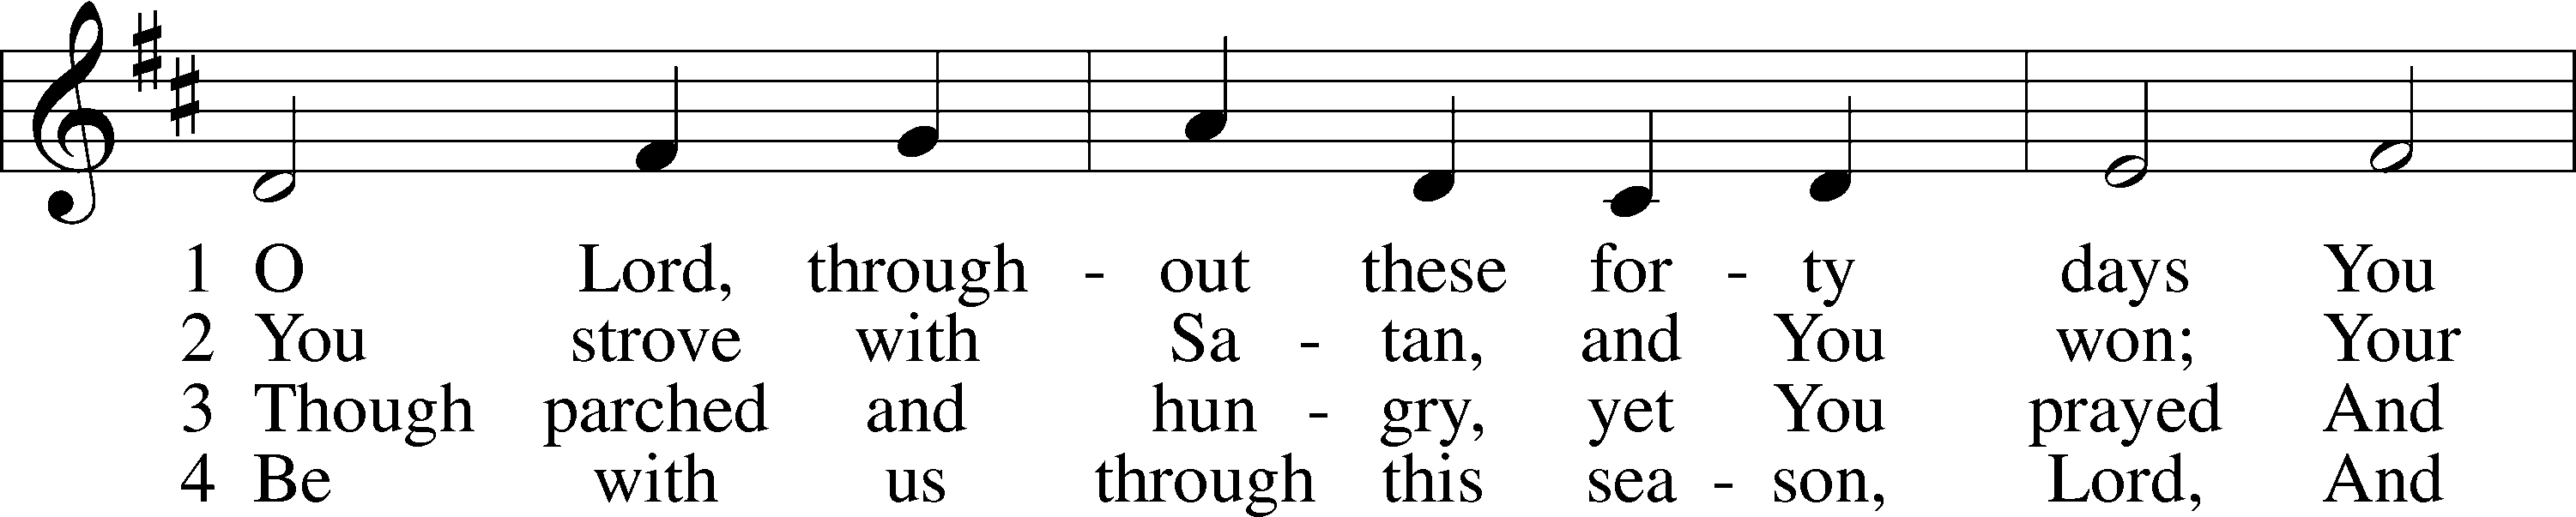 1 O Lord, through - out these for - ty days You
2 You strove with Sa - tan, and You won; Your
3 Though parched and hun - gry, yet You prayed And
4 Be with us through this sea - son, Lord, And